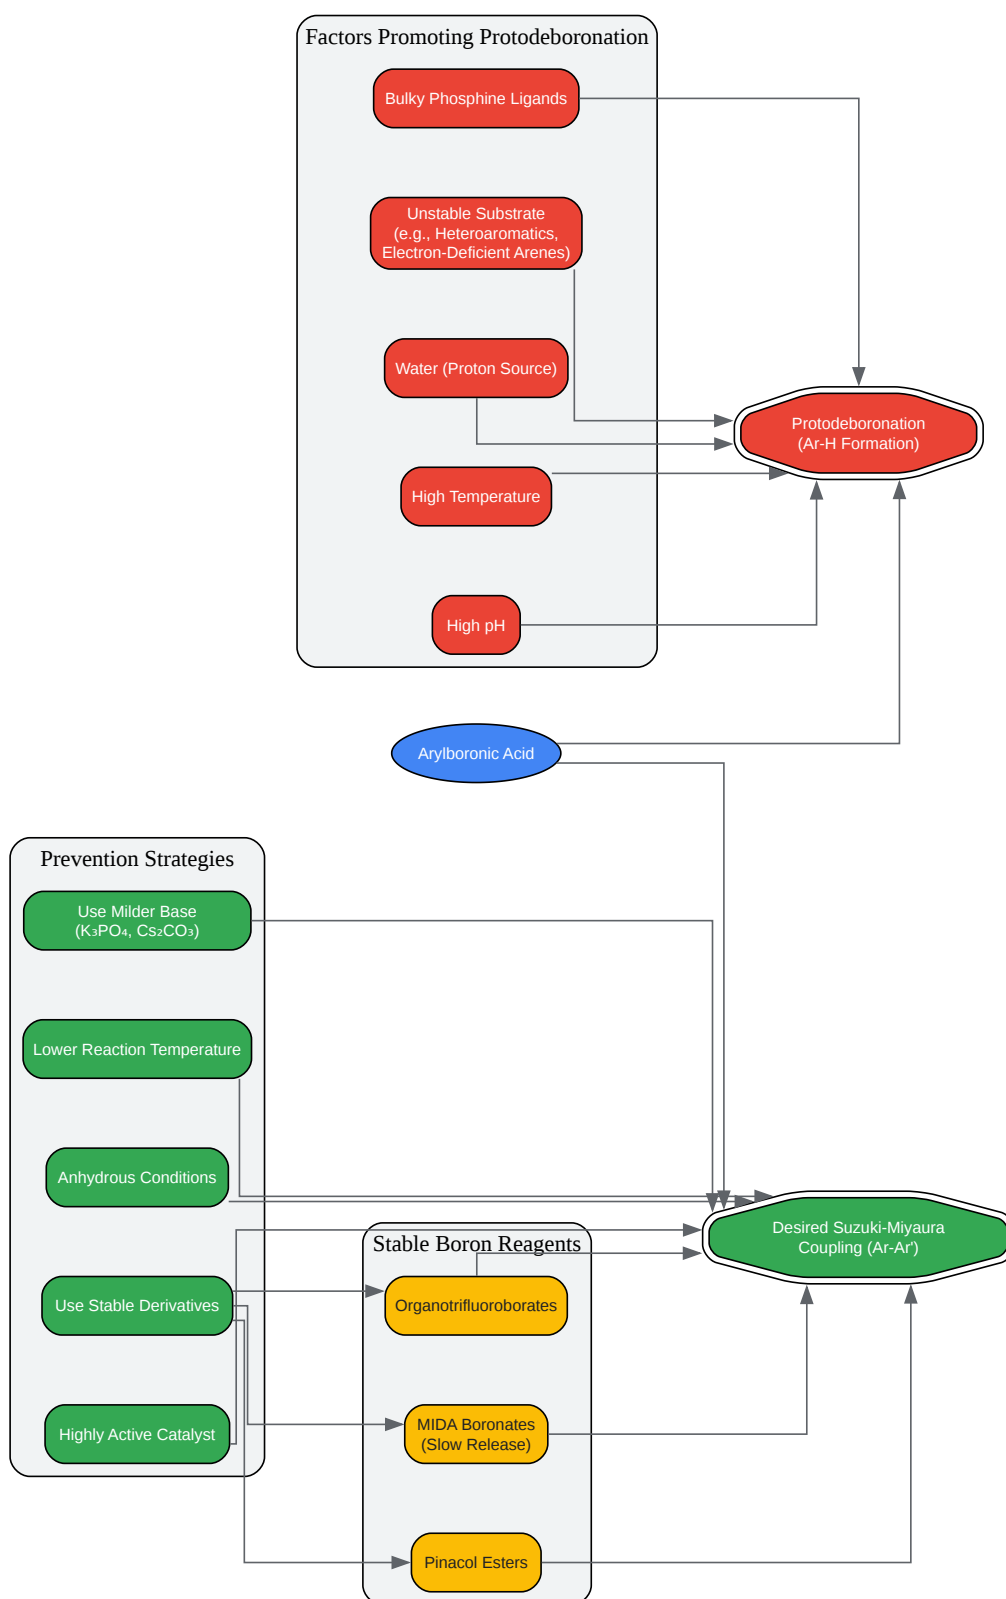 Factors Promoting Protodeboronation
Bulky Phosphine Ligands
Unstable Substrate
(e.g., Heteroaromatics,
Electron-Deficient Arenes)
Water (Proton Source)
Protodeboronation
(Ar-H Formation)
High Temperature
High pH
Arylboronic Acid
Prevention Strategies
Use Milder Base
(K₃PO₄, Cs₂CO₃)
Lower Reaction Temperature
Anhydrous Conditions
Desired Suzuki-Miyaura
Coupling (Ar-Ar')
Stable Boron Reagents
Use Stable Derivatives
Organotrifluoroborates
Highly Active Catalyst
MIDA Boronates
(Slow Release)
Pinacol Esters